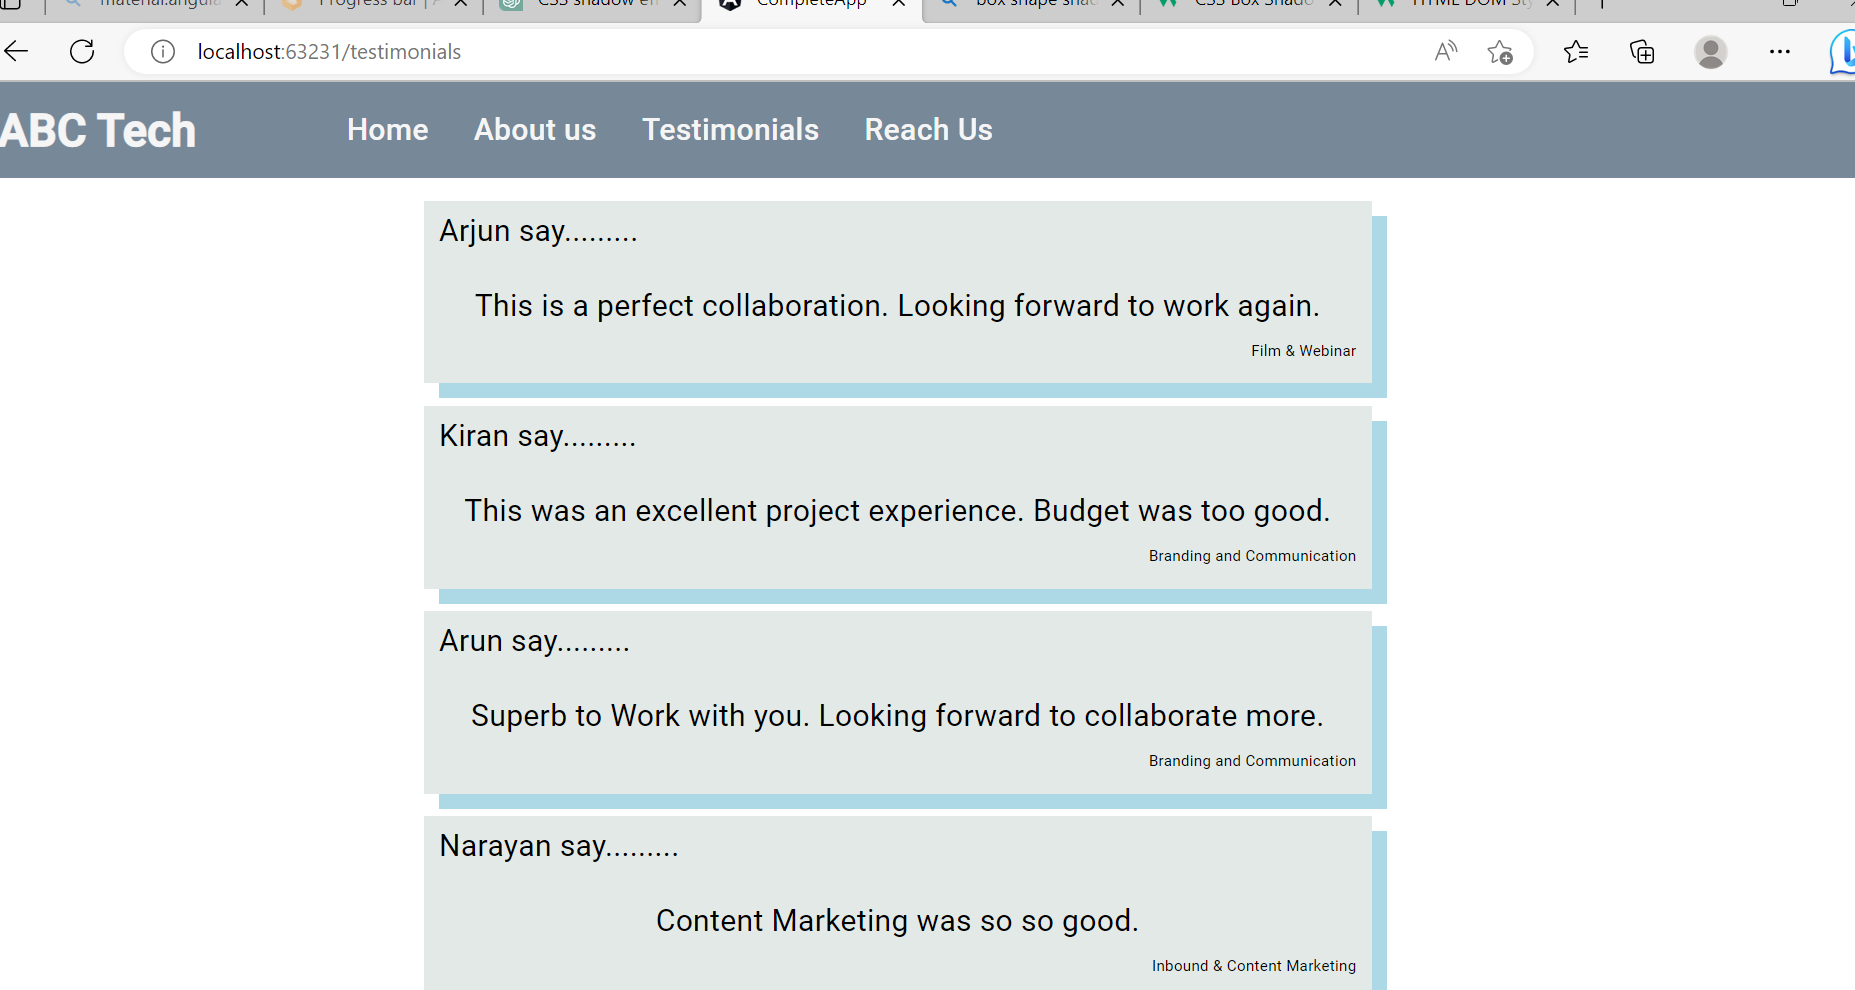 CompleteApp
localhost:63231/testimonials
ABC Tech Home About us Testimonials Reach Us
Arjun say.........
This is a perfect collaboration. Looking forward to work again.
Film & Webinar
Kiran say.........
This was an excellent project experience. Budget was too good.
Branding and Communication
Arun say.........
Superb to Work with you. Looking forward to collaborate more.
Branding and Communication
Narayan say.........
Content Marketing was so so good.
Inbound & Content Marketing